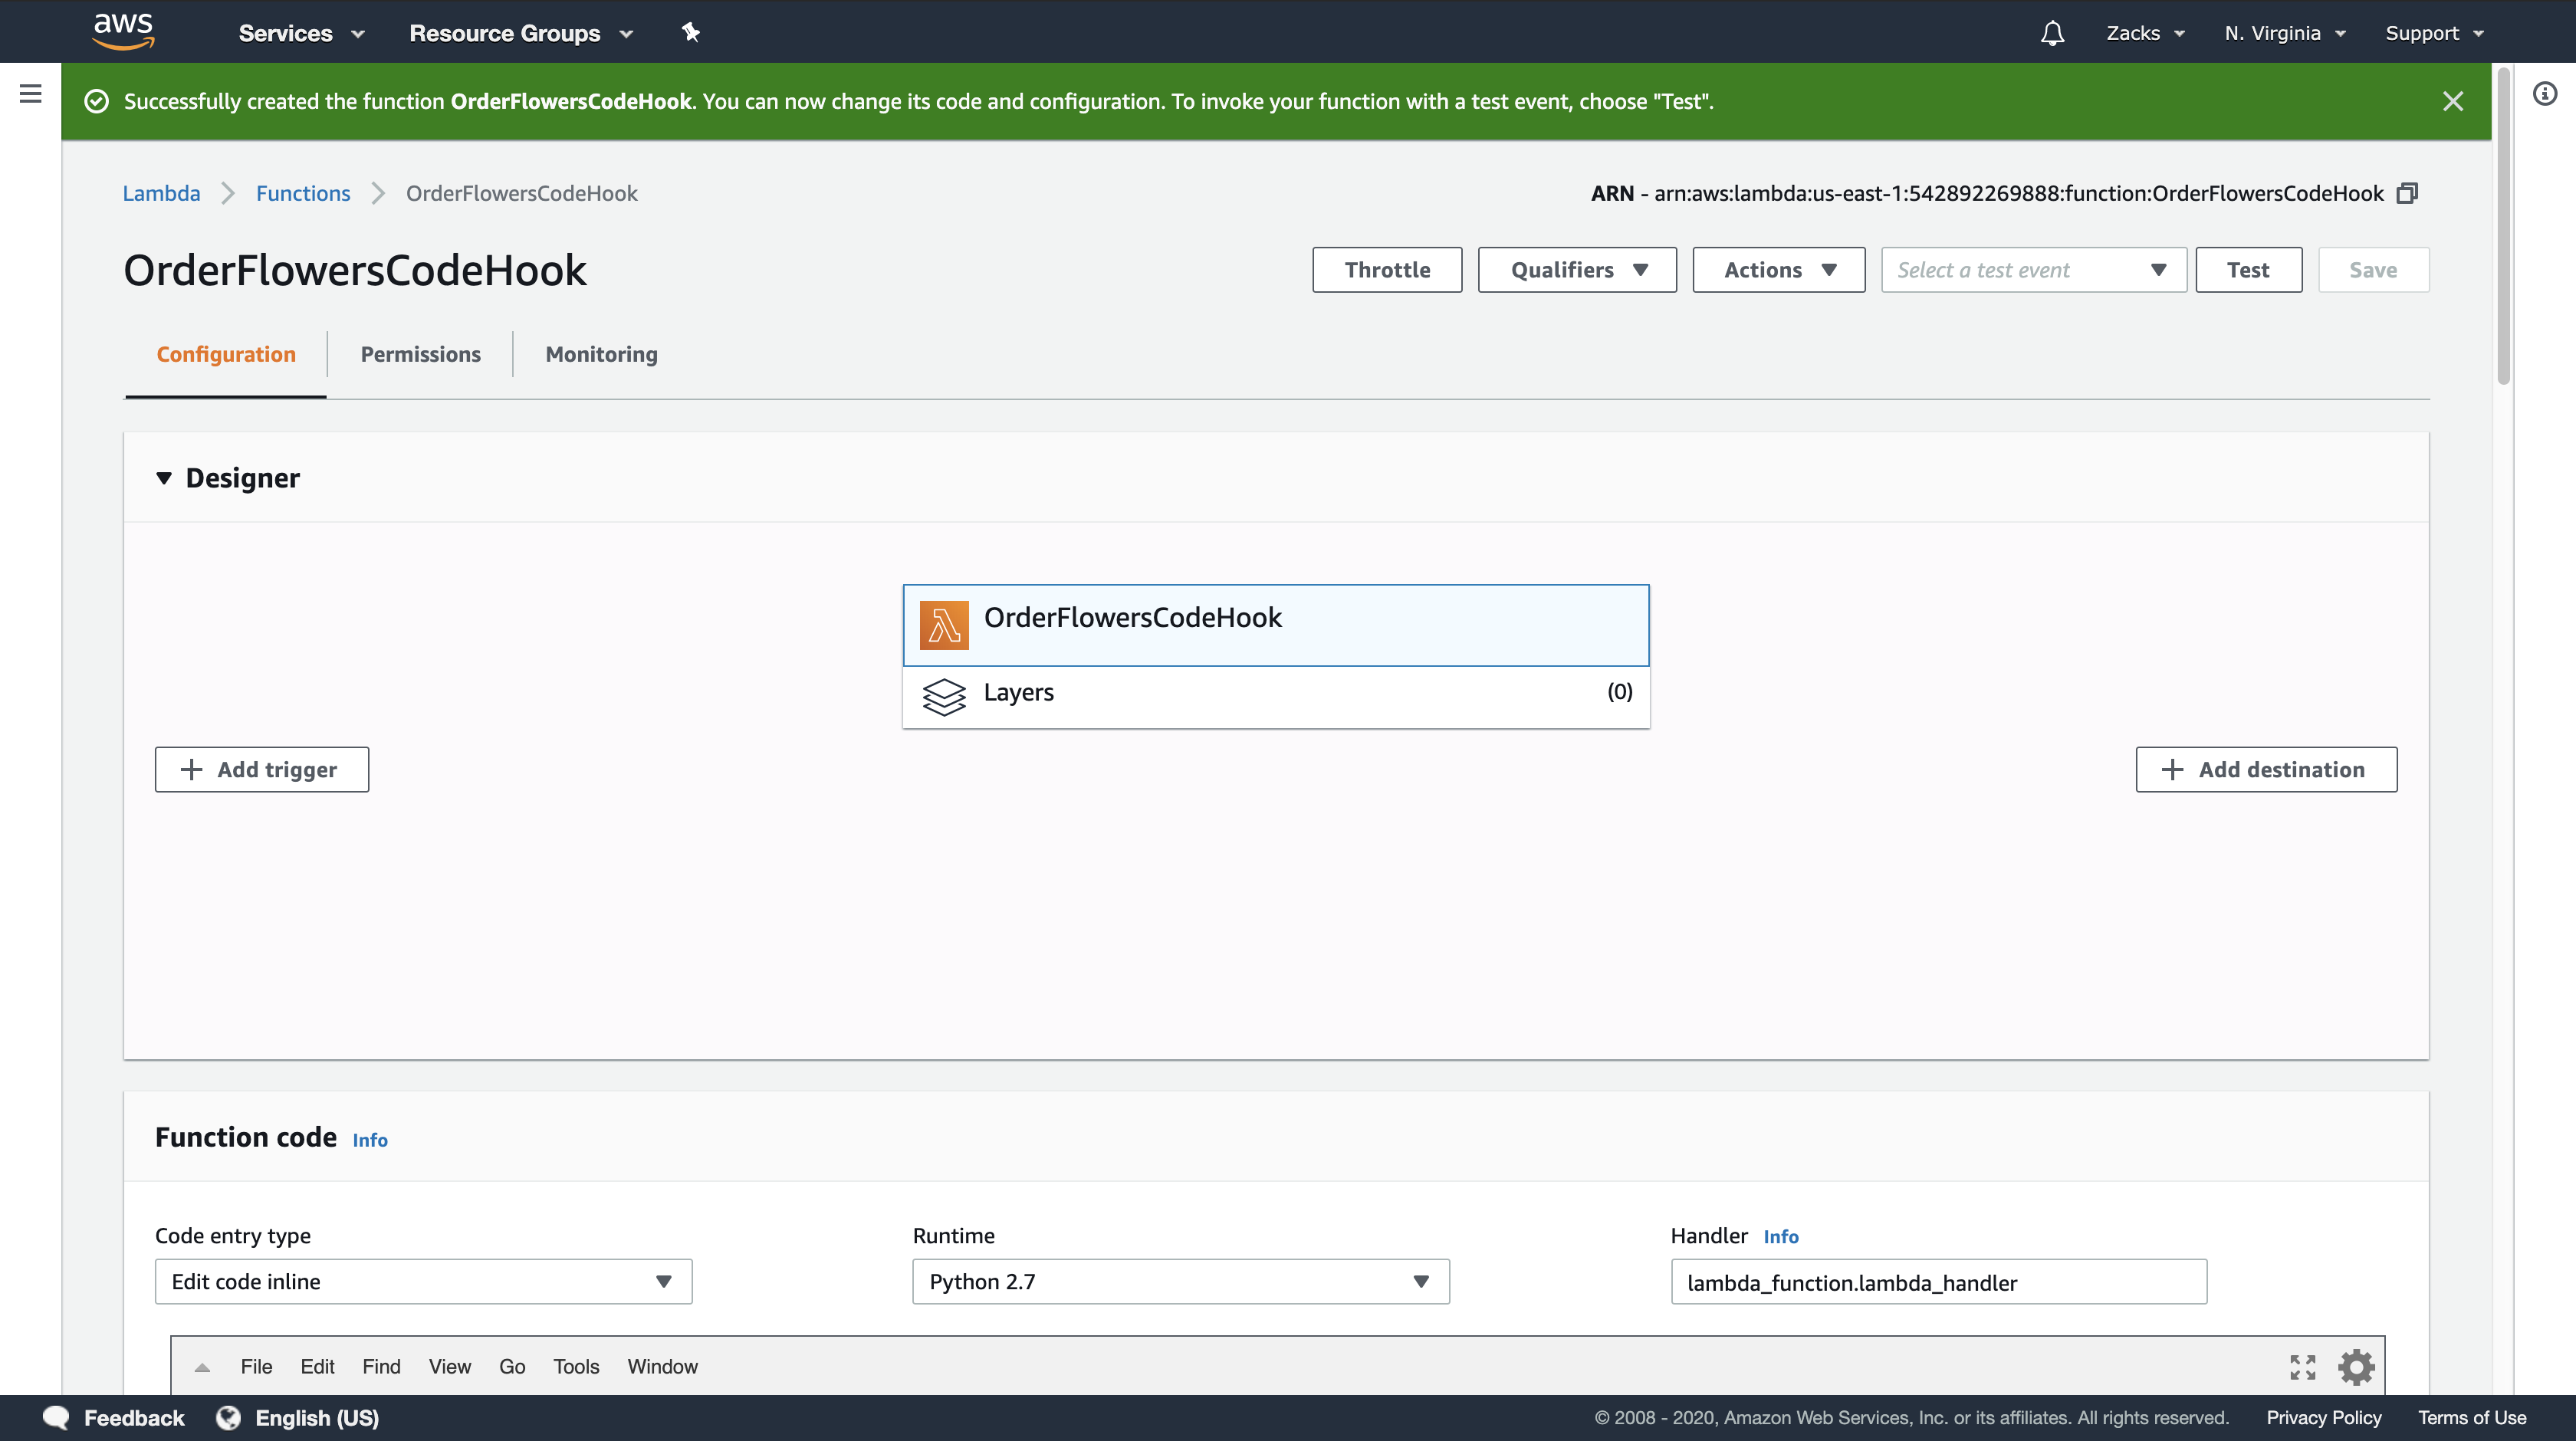 aws Services Resource Groups Zacks N. Virginia Support
Successfully created the function OrderFlowersCodeHook. You can now change its code and configuration. To invoke your function with a test event, choose "Test".
Lambda Functions OrderFlowersCodeHook ARN - arn:aws:lambda:us-east-1:542892269888:function:OrderFlowersCodeHook
OrderFlowersCodeHook Throttle Qualifiers Actions Select a test event Test Save
Configuration Permissions Monitoring
Designer
OrderFlowersCodeHook
Layers (0)
Add trigger Add destination
Function code Info
Code entry type Runtime Handler Info
Edit code inline Python 2.7 lambda_function.lambda_handler
File Edit Find View Go Tools Window
Feedback English (US) © 2008 - 2020, Amazon Web Services, Inc. or its affiliates. All rights reserved. Privacy Policy Terms of Use